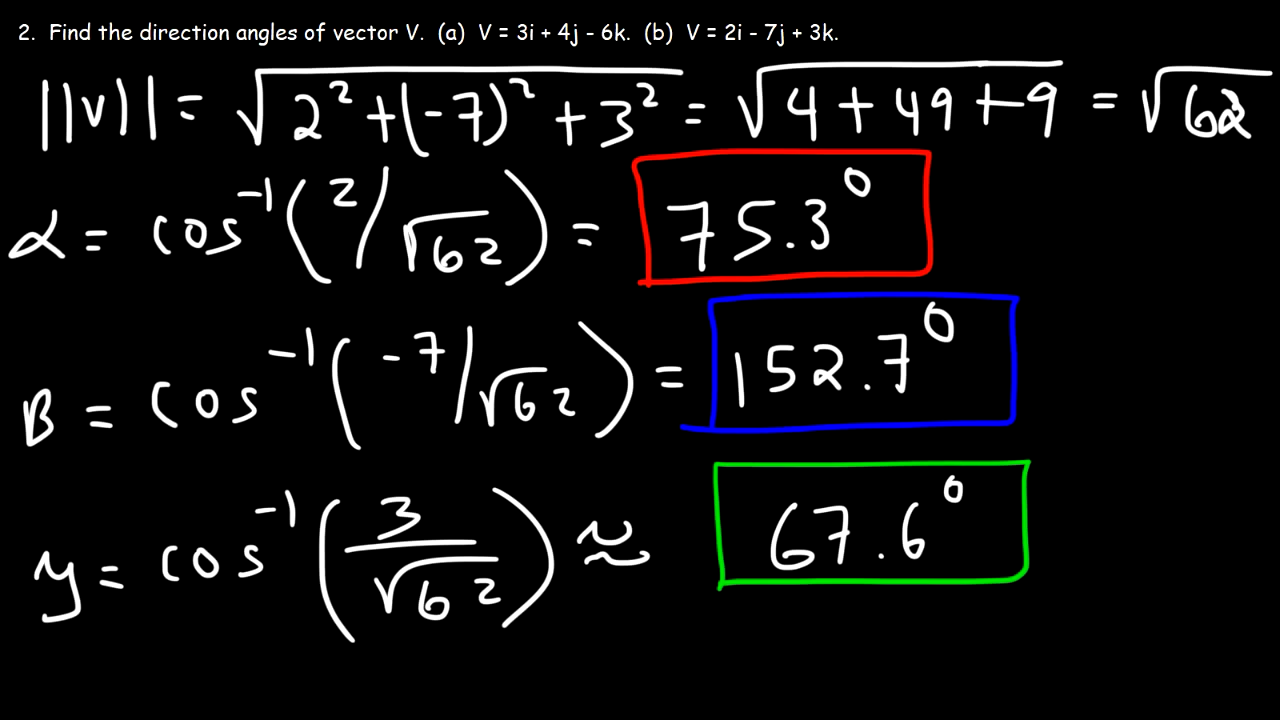 2. Find the direction angles of vector V. (a) V = 3i + 4j - 6k. (b) V = 2i - 7j + 3k.
||V|| = √(2² + (-7)² + 3²) = √(4 + 49 + 9) = √62
α = cos⁻¹(2/√62) = 75.3°
B = cos⁻¹(-7/√62) = 152.7°
y = cos⁻¹(3/√62) ≈ 67.6°